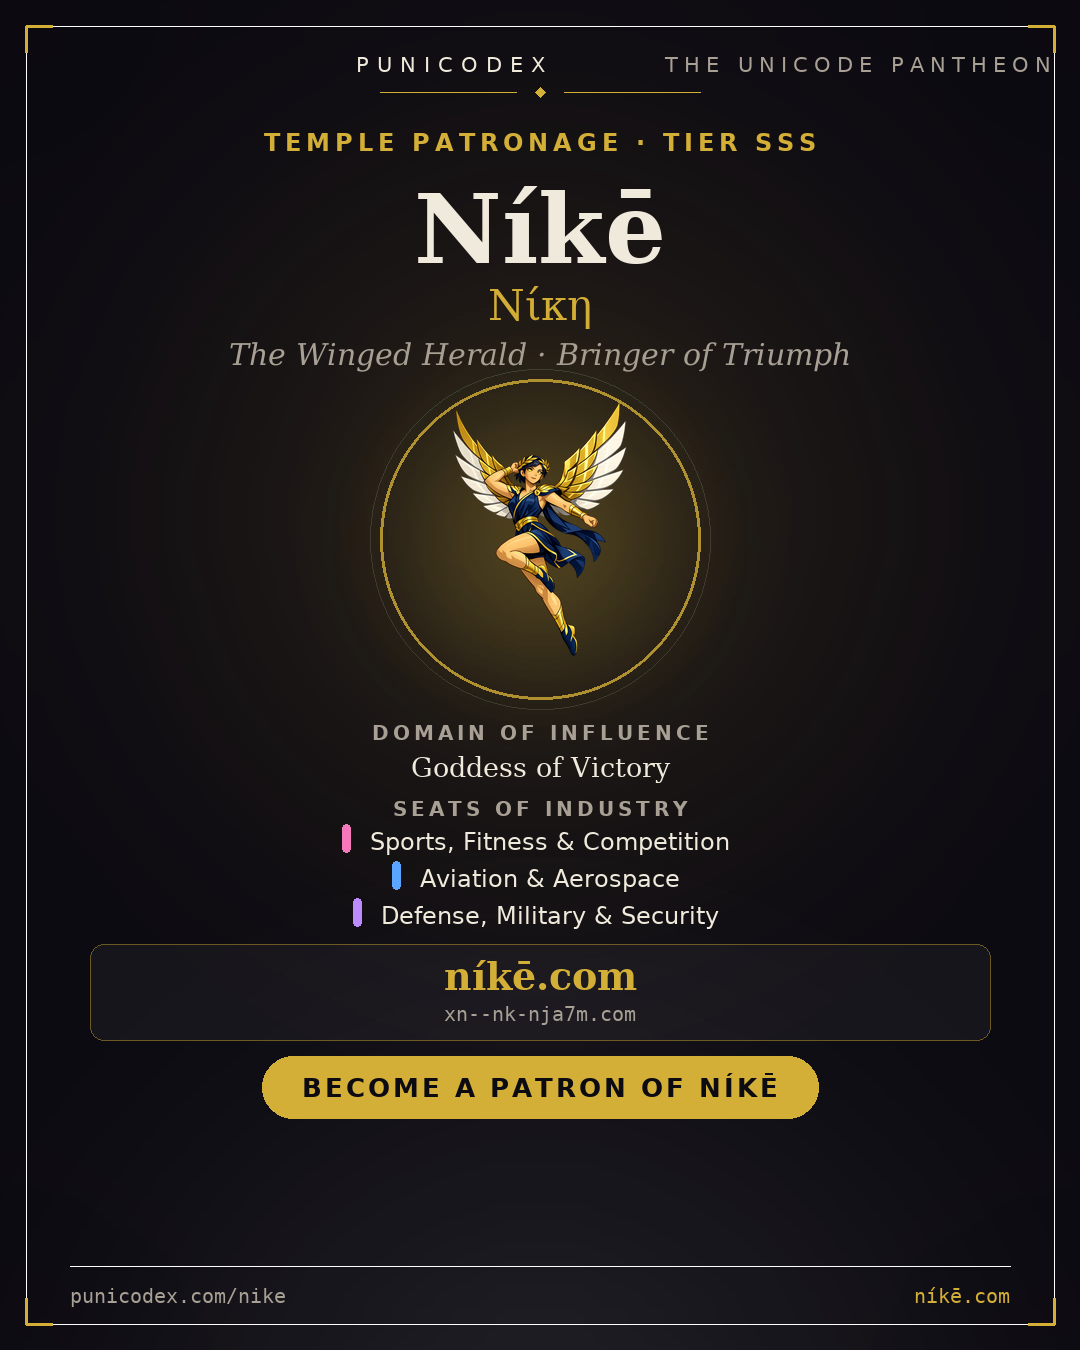 PUNICODEX THE UNICODE PANTHEON
TEMPLE PATRONAGE · TIER SSS
Níkē
Νίκη
The Winged Herald · Bringer of Triumph
DOMAIN OF INFLUENCE
Goddess of Victory
SEATS OF INDUSTRY
Sports, Fitness & Competition
Aviation & Aerospace
Defense, Military & Security
níkē.com
xn--nk-nja7m.com
BECOME A PATRON OF NÍKĒ
punicodex.com/nike níkē.com